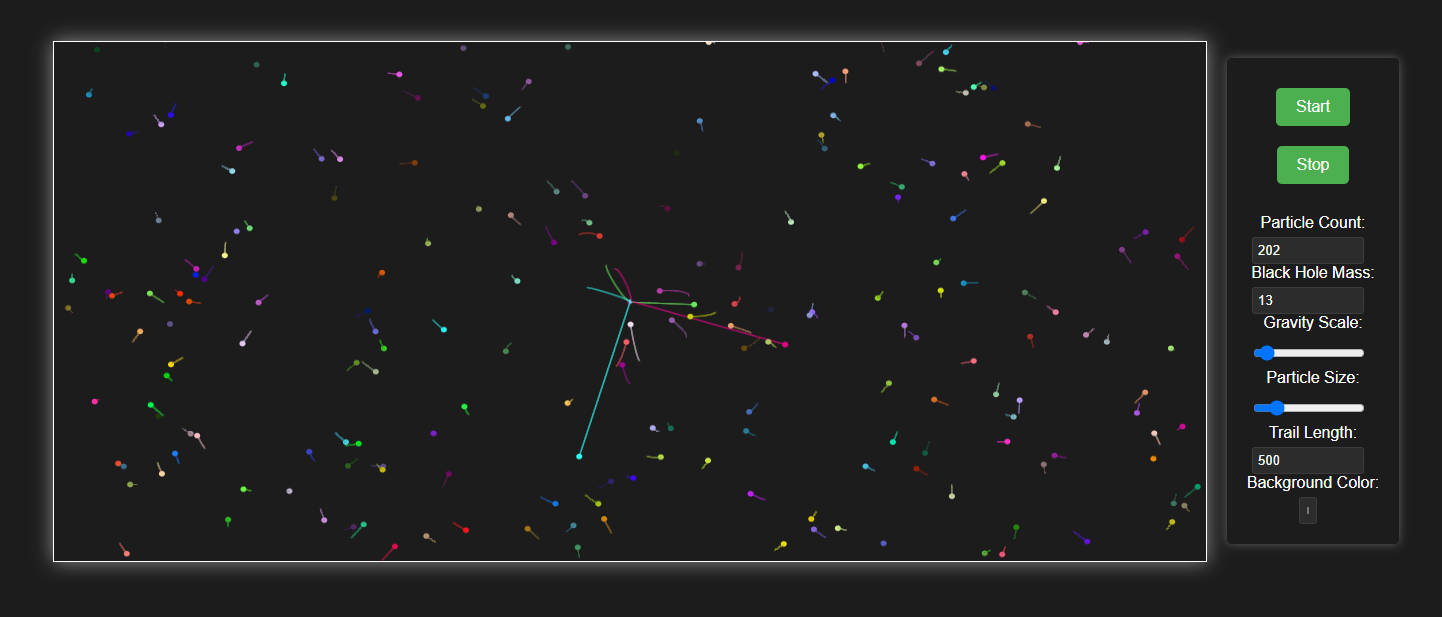 Start
Stop
Particle Count:
202
Black Hole Mass:
13
Gravity Scale:
Particle Size:
Trail Length:
500
Background Color: